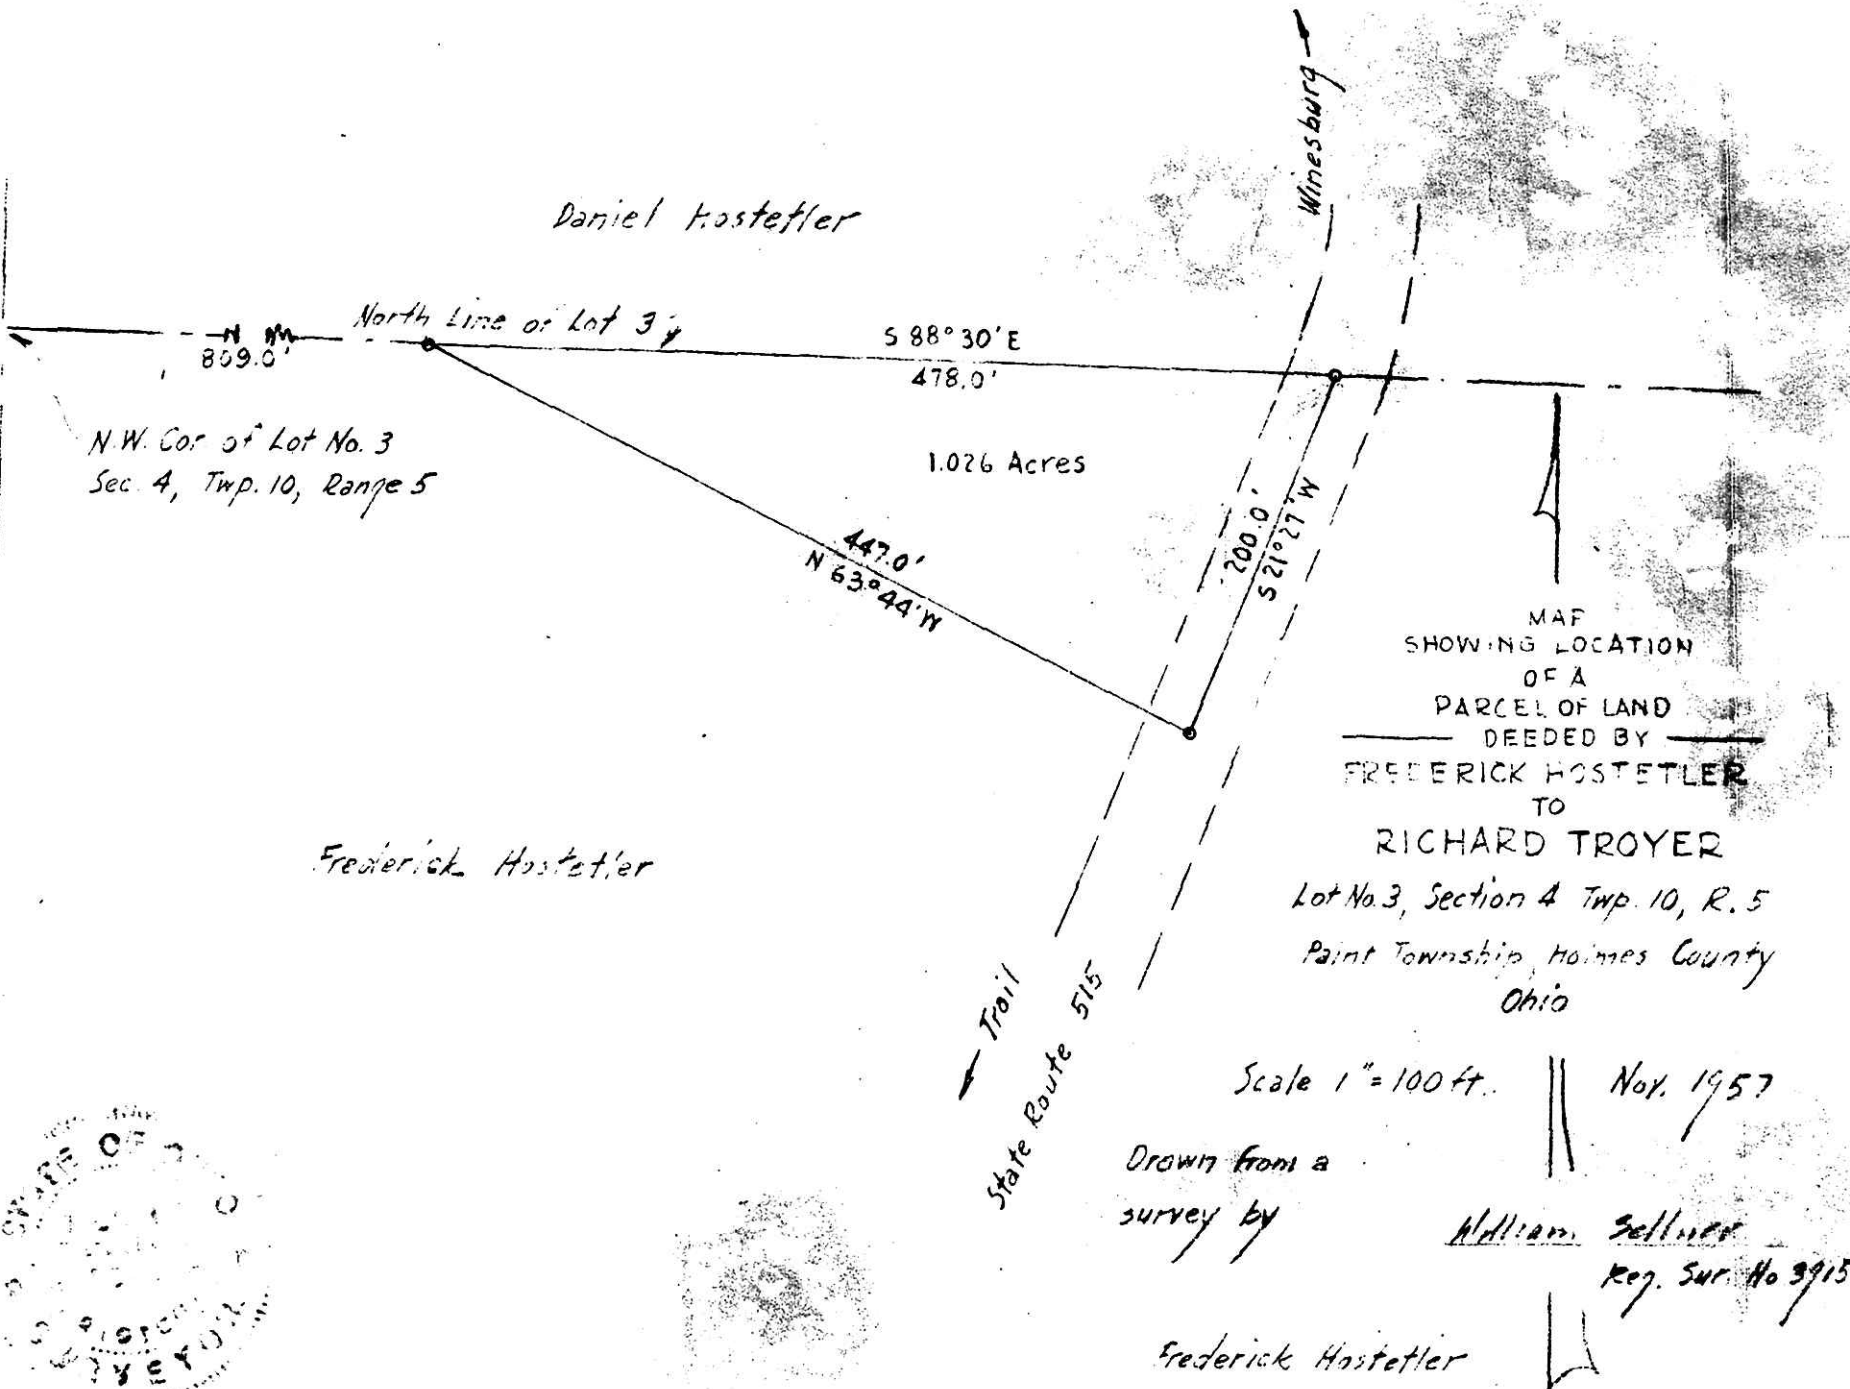 Winesburg
Daniel Hostetler
North Line of Lot 3
S 88°30' E
478.0'
809.0'
N.W. Cor of Lot No. 3
Sec. 4, Twp. 10, Range 5
1.026 Acres
447.0'
N 63°44' W
200.0'
S 21°27' W
MAP
SHOWING LOCATION
OF A
PARCEL OF LAND
DEEDED BY
FREDERICK HOSTETLER
TO
RICHARD TROYER
Lot No. 3, Section 4 Twp. 10, R. 5
Paint Township, Holmes County
Ohio
Frederick Hostetler
Trail
State Route 515
Scale 1" = 100 ft.
Nov. 1957
Drawn from a
survey by
William Sellner
Reg. Sur. No 3915
Frederick Hostetler
STATE OF